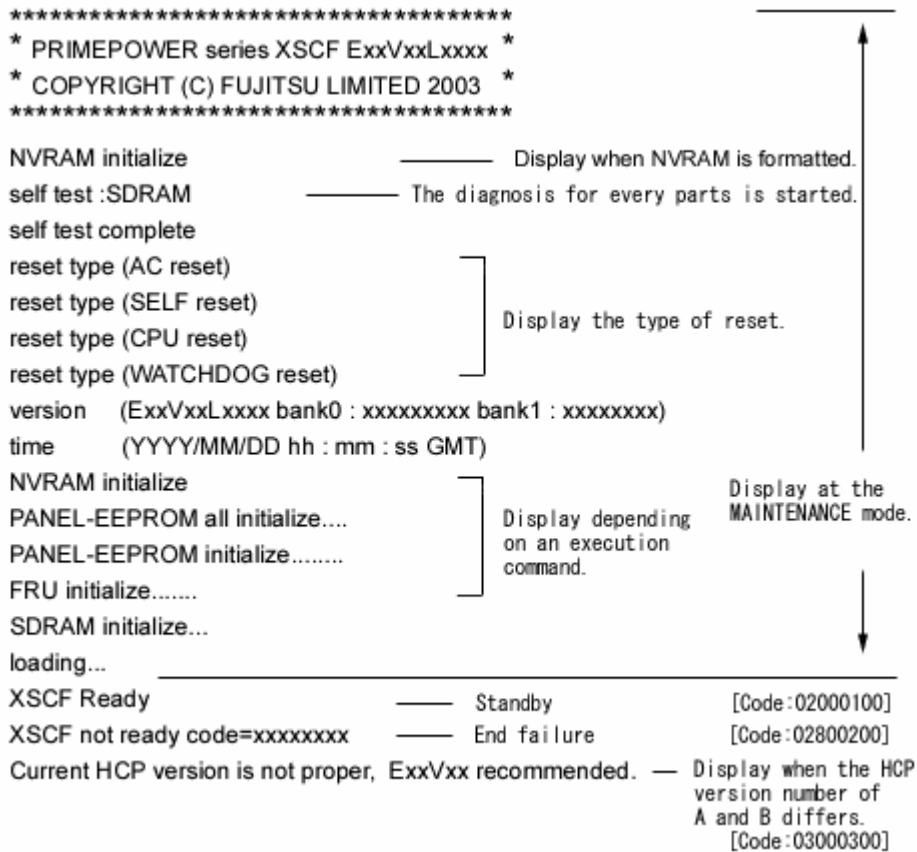 ****************************************
* PRIMEPOWER series XSCF ExxVxxLxxxx *
* COPYRIGHT (C) FUJITSU LIMITED 2003 *
****************************************
NVRAM initialize Display when NVRAM is formatted.
self test :SDRAM The diagnosis for every parts is started.
self test complete
reset type (AC reset)
reset type (SELF reset)
Display the type of reset.
reset type (CPU reset)
reset type (WATCHDOG reset)
version (ExxVxxLxxxx bank0 : xxxxxxxxx bank1 : xxxxxxxx)
time (YYYY/MM/DD hh : mm : ss GMT)
NVRAM initialize
PANEL-EEPROM all initialize....
PANEL-EEPROM initialize........
FRU initialize.......
Display depending
on an execution
command.
Display at the
MAINTENANCE mode.
SDRAM initialize...
loading...
XSCF Ready Standby [Code:02000100]
XSCF not ready code=xxxxxxxx End failure [Code:02800200]
Current HCP version is not proper, ExxVxx recommended. Display when the HCP
version number of
A and B differs.
[Code:03000300]